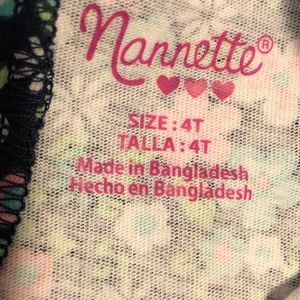 nannette®
SIZE : 4T
TALLA : 4T
Made in Bangladesh
Hecho en Bangladesh